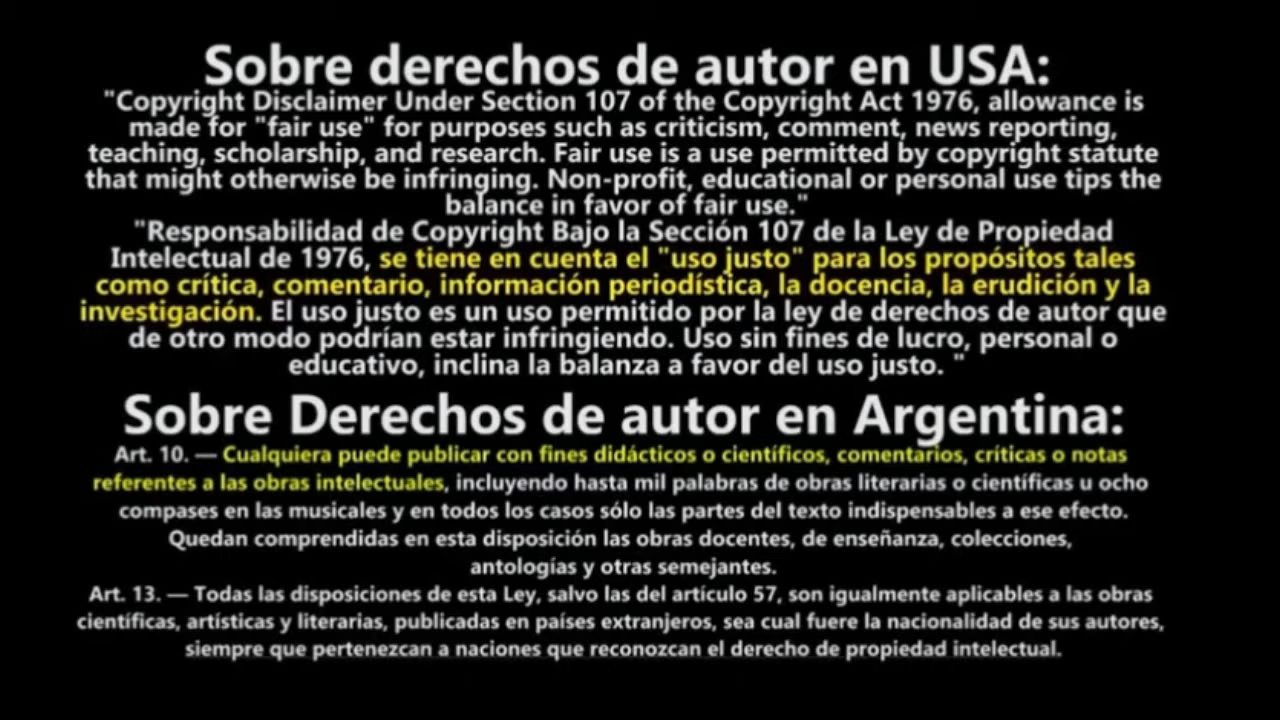 Sobre derechos de autor en USA:
"Copyright Disclaimer Under Section 107 of the Copyright Act 1976, allowance is
made for "fair use" for purposes such as criticism, comment, news reporting,
teaching, scholarship, and research. Fair use is a use permitted by copyright statute
that might otherwise be infringing. Non-profit, educational or personal use tips the
balance in favor of fair use."
"Responsabilidad de Copyright Bajo la Sección 107 de la Ley de Propiedad
Intelectual de 1976, se tiene en cuenta el "uso justo" para los propósitos tales
como crítica, comentario, información periodística, la docencia, la erudición y la
investigación. El uso justo es un uso permitido por la ley de derechos de autor que
de otro modo podrían estar infringiendo. Uso sin fines de lucro, personal o
educativo, inclina la balanza a favor del uso justo. "
Sobre Derechos de autor en Argentina:
Art. 10. — Cualquiera puede publicar con fines didácticos o científicos, comentarios, críticas o notas
referentes a las obras intelectuales, incluyendo hasta mil palabras de obras literarias o científicas u ocho
compases en las musicales y en todos los casos sólo las partes del texto indispensables a ese efecto.
Quedan comprendidas en esta disposición las obras docentes, de enseñanza, colecciones,
antologías y otras semejantes.
Art. 13. — Todas las disposiciones de esta Ley, salvo las del artículo 57, son igualmente aplicables a las obras
científicas, artísticas y literarias, publicadas en países extranjeros, sea cual fuere la nacionalidad de sus autores,
siempre que pertenezcan a naciones que reconozcan el derecho de propiedad intelectual.